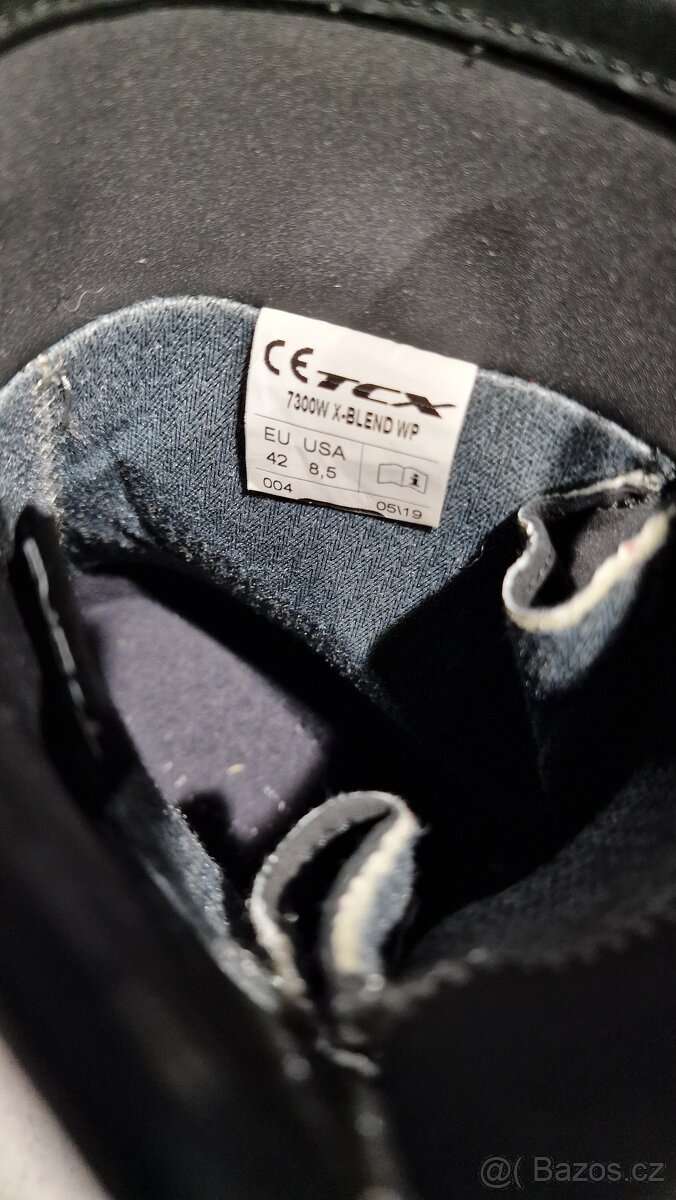 CE TCX
7300W X-BLEND WP
EU USA
42 8,5
i
004 05\19
@( Bazos.cz